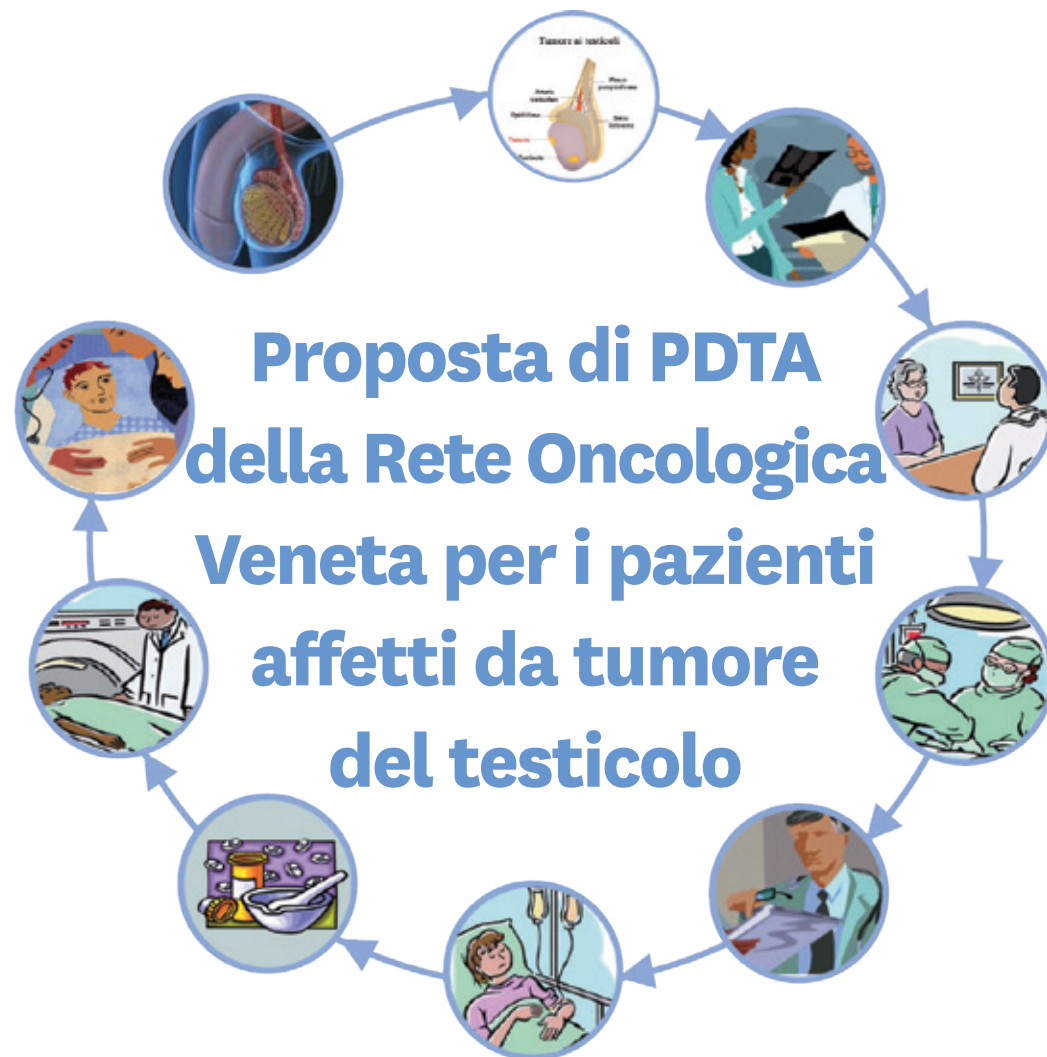 Tumore ai testicoli
Proposta di PDTA
della Rete Oncologica
Veneta per i pazienti
affetti da tumore
del testicolo